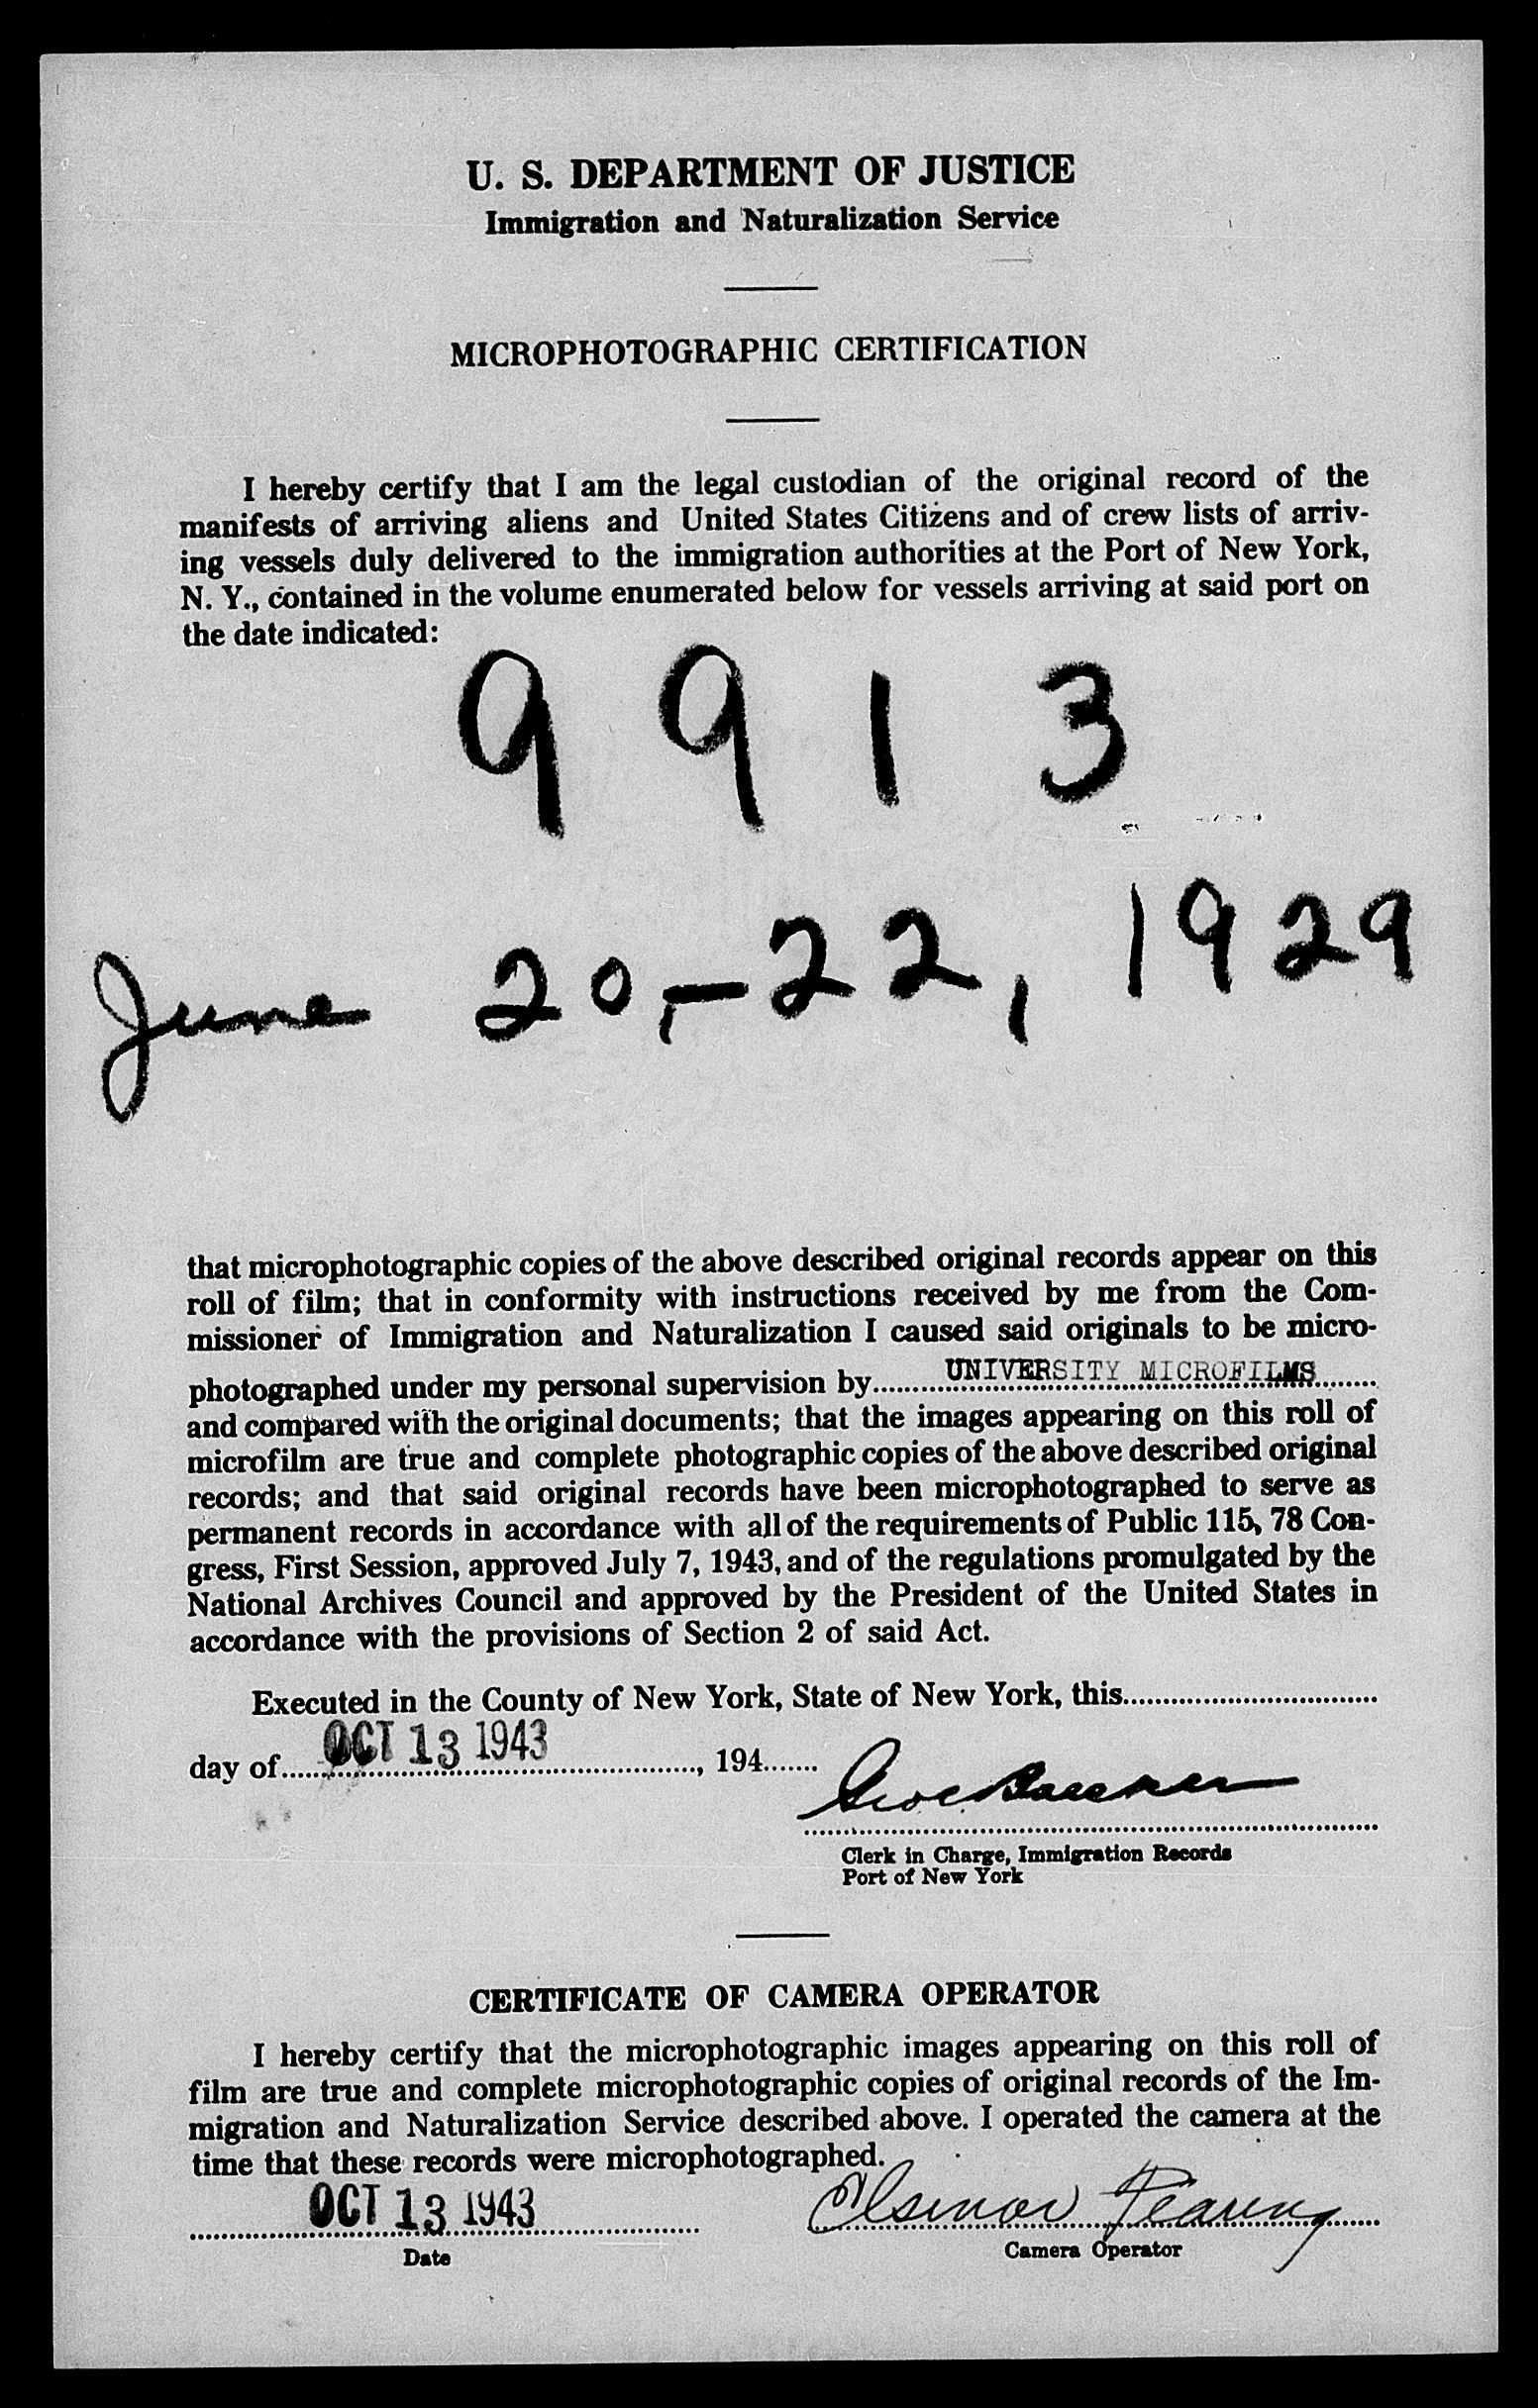 U. S. DEPARTMENT OF JUSTICE
Immigration and Naturalization Service
MICROPHOTOGRAPHIC CERTIFICATION
I hereby certify that I am the legal custodian of the original record of the
manifests of arriving aliens and United States Citizens and of crew lists of arriv-
ing vessels duly delivered to the immigration authorities at the Port of New York,
N. Y., contained in the volume enumerated below for vessels arriving at said port on
the date indicated:
9913
June 20,-22, 1929
that microphotographic copies of the above described original records appear on this
roll of film; that in conformity with instructions received by me from the Com-
missioner of Immigration and Naturalization I caused said originals to be micro-
photographed under my personal supervision by UNIVERSITY MICROFILMS
and compared with the original documents; that the images appearing on this roll of
microfilm are true and complete photographic copies of the above described original
records; and that said original records have been microphotographed to serve as
permanent records in accordance with all of the requirements of Public 115, 78 Con-
gress, First Session, approved July 7, 1943, and of the regulations promulgated by the
National Archives Council and approved by the President of the United States in
accordance with the provisions of Section 2 of said Act.
Executed in the County of New York, State of New York, this
day of OCT 13 1943, 194
Clerk in Charge, Immigration Records
Port of New York
CERTIFICATE OF CAMERA OPERATOR
I hereby certify that the microphotographic images appearing on this roll of
film are true and complete microphotographic copies of original records of the Im-
migration and Naturalization Service described above. I operated the camera at the
time that these records were microphotographed.
OCT 13 1943
Date
Camera Operator